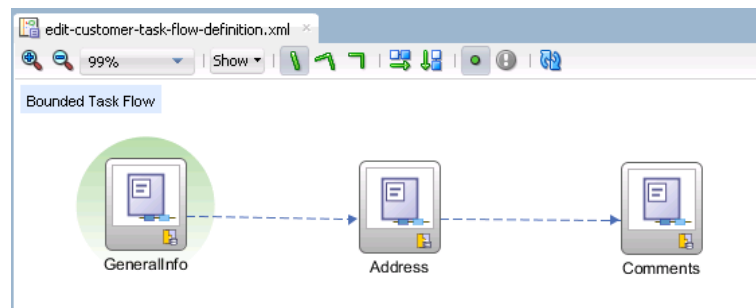 edit-customer-task-flow-definition.xml
99% Show
Bounded Task Flow
GeneralInfo Address Comments